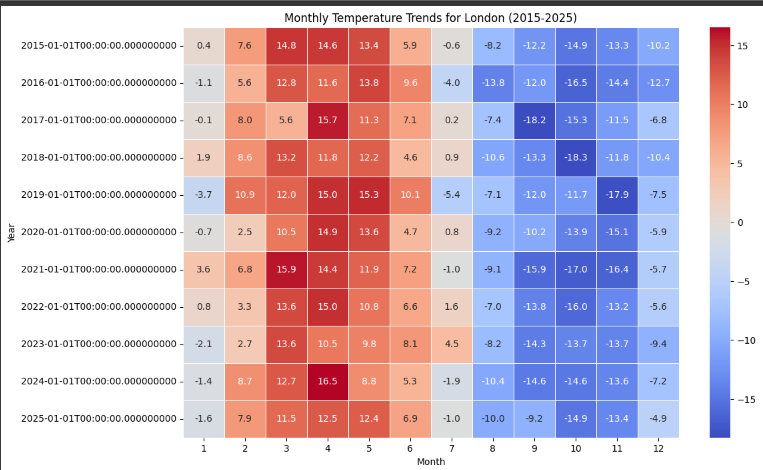 Monthly Temperature Trends for London (2015-2025)
2015-01-01T00:00:00.000000000 0.4 7.6 14.8 14.6 13.4 5.9 -0.6 -8.2 -12.2 -14.9 -13.3 -10.2
2016-01-01T00:00:00.000000000 -1.1 5.6 12.8 11.6 13.8 9.6 -4.0 -13.8 -12.0 -16.5 -14.4 -12.7
2017-01-01T00:00:00.000000000 -0.1 8.0 5.6 15.7 11.3 7.1 0.2 -7.4 -18.2 -15.3 -11.5 -6.8
2018-01-01T00:00:00.000000000 1.9 8.6 13.2 11.8 12.2 4.6 0.9 -10.6 -13.3 -18.3 -11.8 -10.4
2019-01-01T00:00:00.000000000 -3.7 10.9 12.0 15.0 15.3 10.1 -5.4 -7.1 -12.0 -11.7 -17.9 -7.5
2020-01-01T00:00:00.000000000 -0.7 2.5 10.5 14.9 13.6 4.7 0.8 -9.2 -10.2 -13.9 -15.1 -5.9
2021-01-01T00:00:00.000000000 3.6 6.8 15.9 14.4 11.9 7.2 -1.0 -9.1 -15.9 -17.0 -16.4 -5.7
2022-01-01T00:00:00.000000000 0.8 3.3 13.6 15.0 10.8 6.6 1.6 -7.0 -13.8 -16.0 -13.2 -5.6
2023-01-01T00:00:00.000000000 -2.1 2.7 13.6 10.5 9.8 8.1 4.5 -8.2 -14.3 -13.7 -13.7 -9.4
2024-01-01T00:00:00.000000000 -1.4 8.7 12.7 16.5 8.8 5.3 -1.9 -10.4 -14.6 -14.6 -13.6 -7.2
2025-01-01T00:00:00.000000000 -1.6 7.9 11.5 12.5 12.4 6.9 -1.0 -10.0 -9.2 -14.9 -13.4 -4.9
1 2 3 4 5 6 7 8 9 10 11 12
Month
Year
15
10
5
0
−5
−10
−15